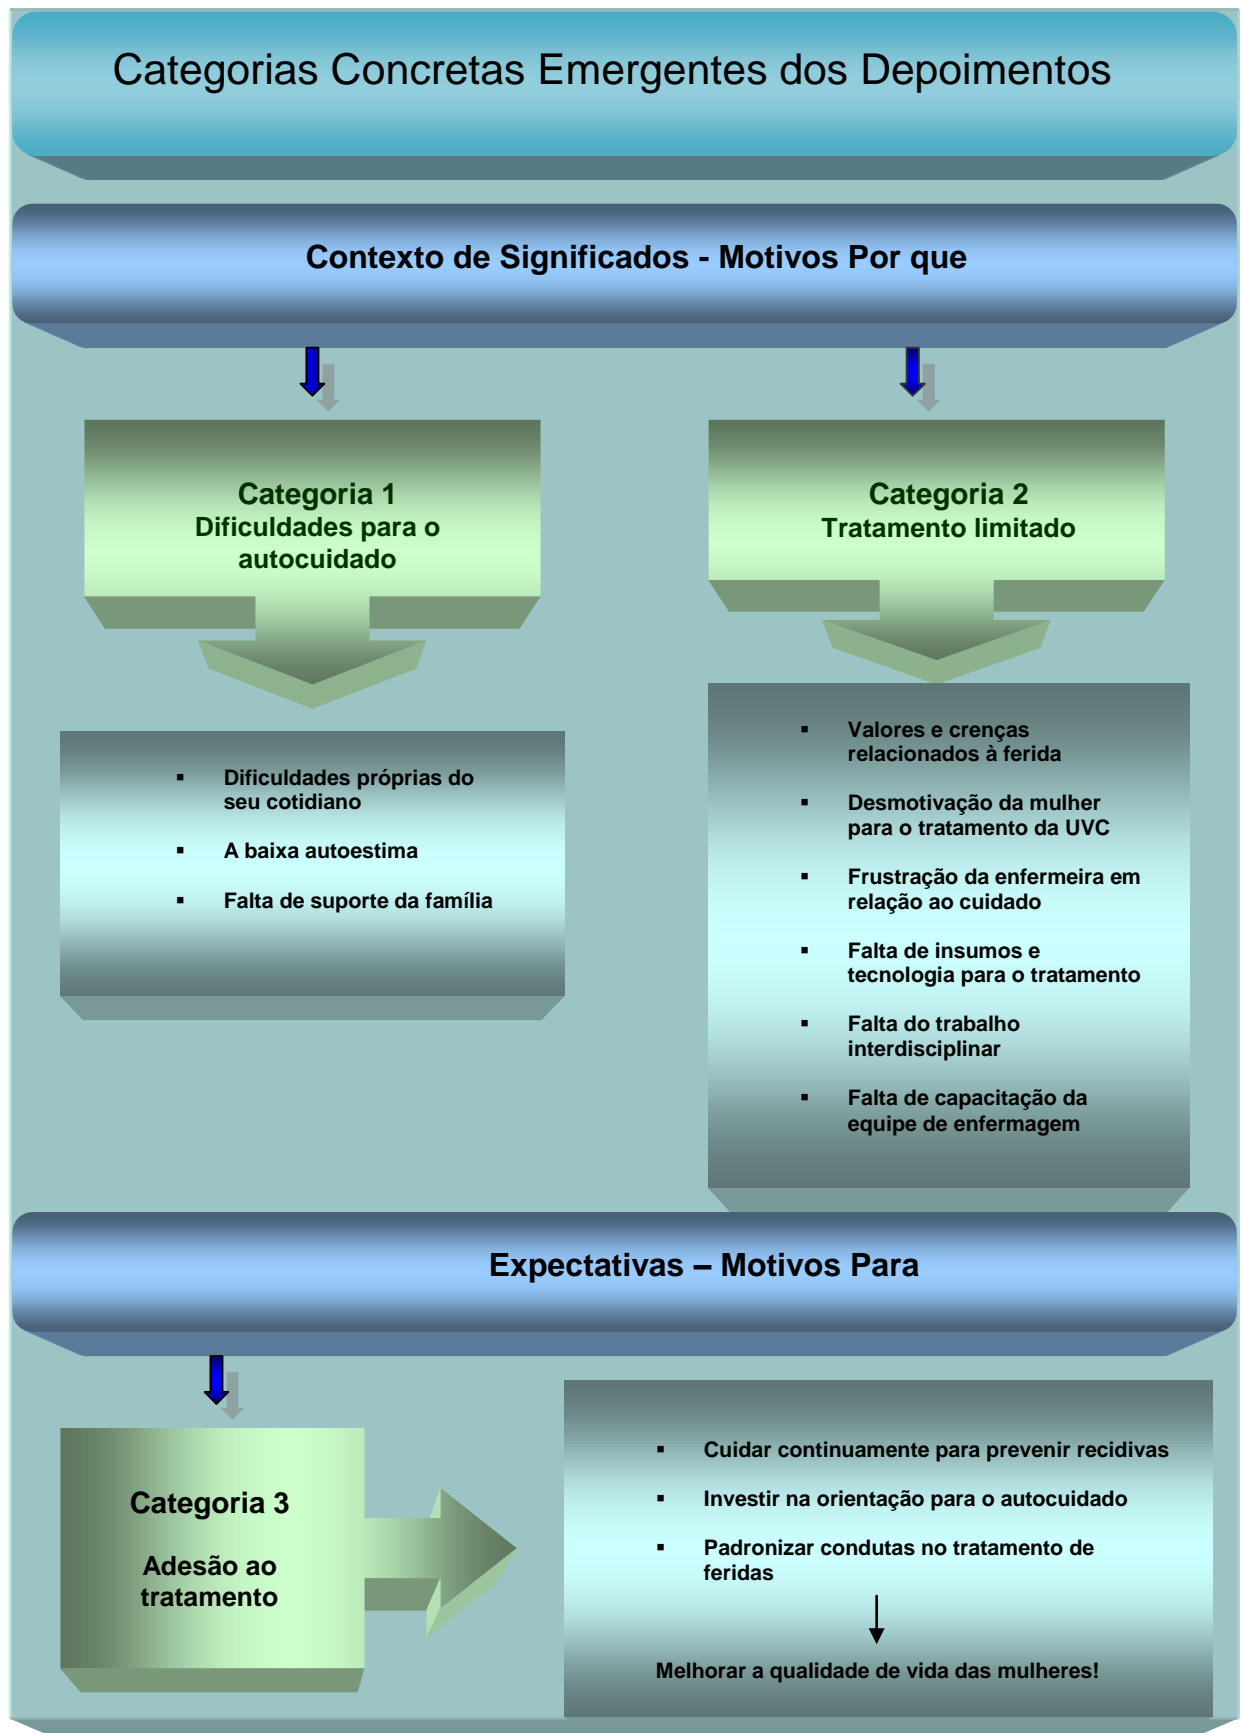 Categorias Concretas Emergentes dos Depoimentos
Contexto de Significados - Motivos Por que
Categoria 1
Dificuldades para o
autocuidado
▪ Dificuldades próprias do
seu cotidiano
▪ A baixa autoestima
▪ Falta de suporte da família
Categoria 2
Tratamento limitado
▪ Valores e crenças
relacionados à ferida
▪ Desmotivação da mulher
para o tratamento da UVC
▪ Frustração da enfermeira em
relação ao cuidado
▪ Falta de insumos e
tecnologia para o tratamento
▪ Falta do trabalho
interdisciplinar
▪ Falta de capacitação da
equipe de enfermagem
Expectativas – Motivos Para
Categoria 3
Adesão ao
tratamento
▪ Cuidar continuamente para prevenir recidivas
▪ Investir na orientação para o autocuidado
▪ Padronizar condutas no tratamento de
feridas
Melhorar a qualidade de vida das mulheres!